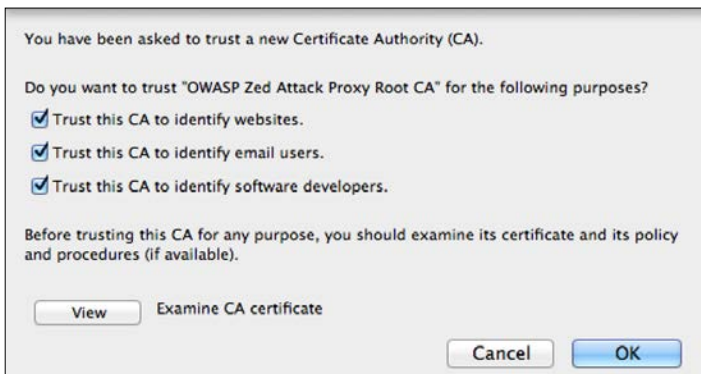 You have been asked to trust a new Certificate Authority (CA).
Do you want to trust "OWASP Zed Attack Proxy Root CA" for the following purposes?
Trust this CA to identify websites.
Trust this CA to identify email users.
Trust this CA to identify software developers.
Before trusting this CA for any purpose, you should examine its certificate and its policy
and procedures (if available).
View Examine CA certificate
Cancel OK